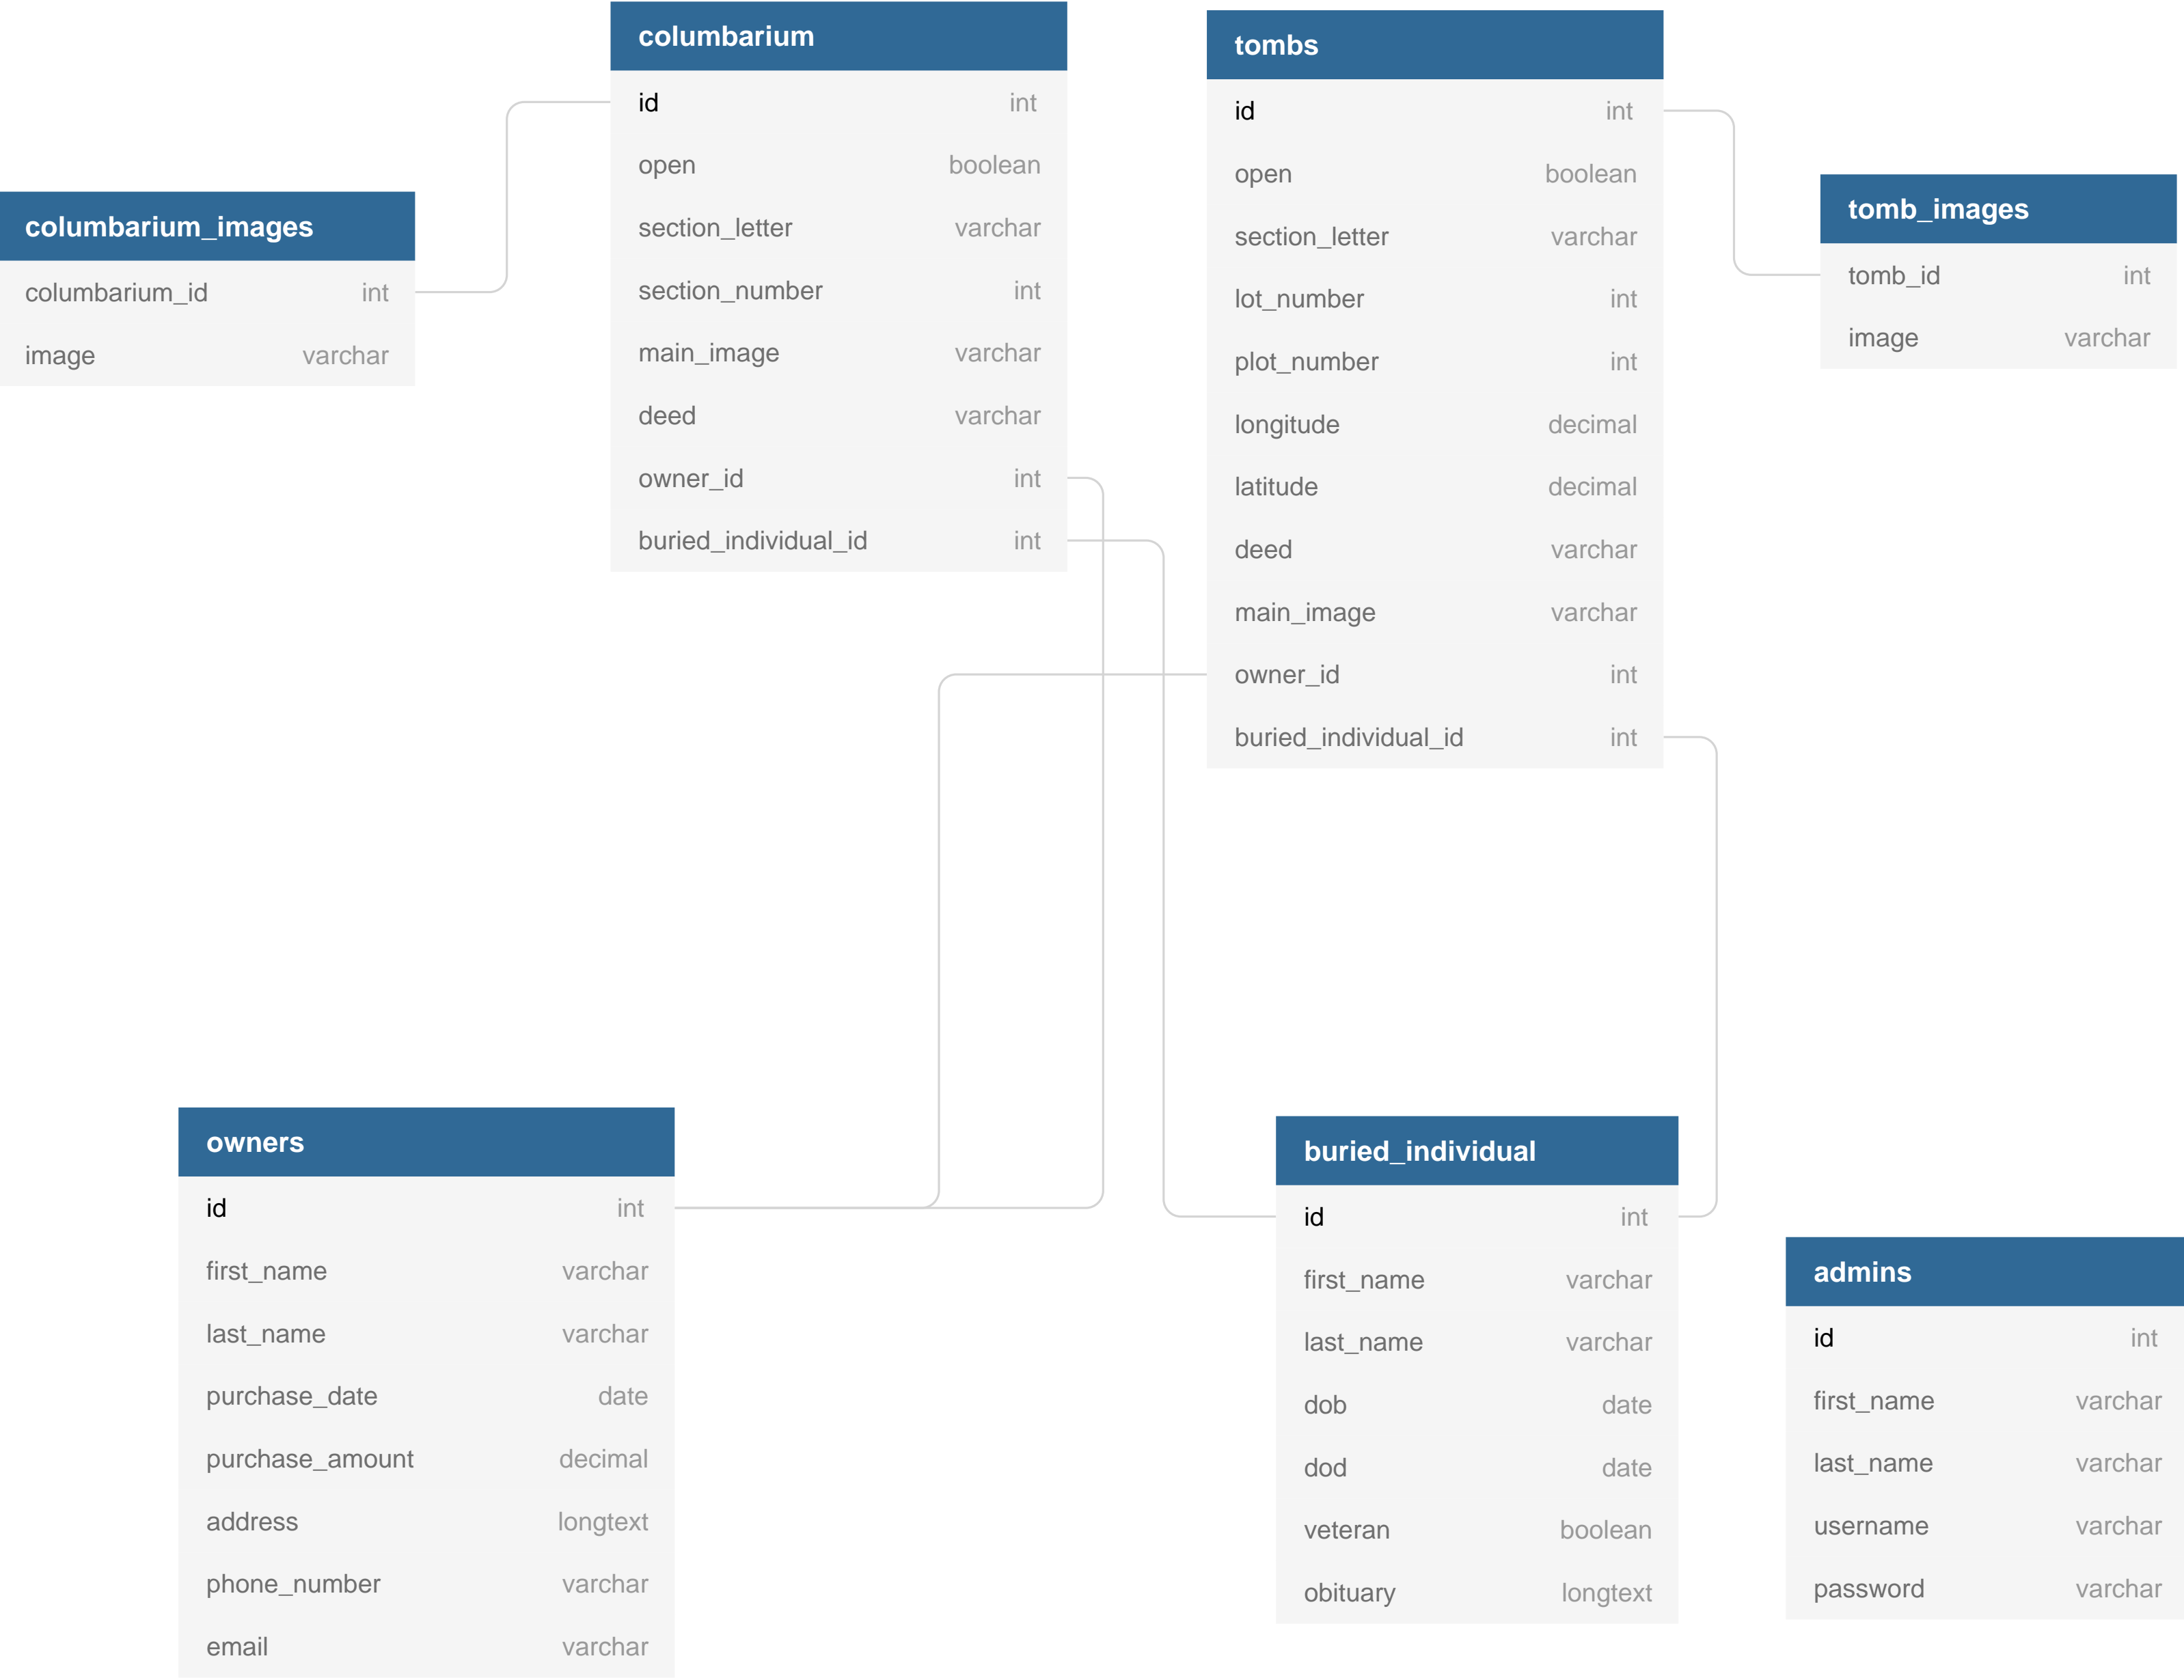 columbarium
id int
open boolean
section_letter varchar
section_number int
main_image varchar
deed varchar
owner_id int
buried_individual_id int
tombs
id int
open boolean
section_letter varchar
lot_number int
plot_number int
longitude decimal
latitude decimal
deed varchar
main_image varchar
owner_id int
buried_individual_id int
columbarium_images
columbarium_id int
image varchar
tomb_images
tomb_id int
image varchar
owners
id int
first_name varchar
last_name varchar
purchase_date date
purchase_amount decimal
address longtext
phone_number varchar
email varchar
buried_individual
id int
first_name varchar
last_name varchar
dob date
dod date
veteran boolean
obituary longtext
admins
id int
first_name varchar
last_name varchar
username varchar
password varchar